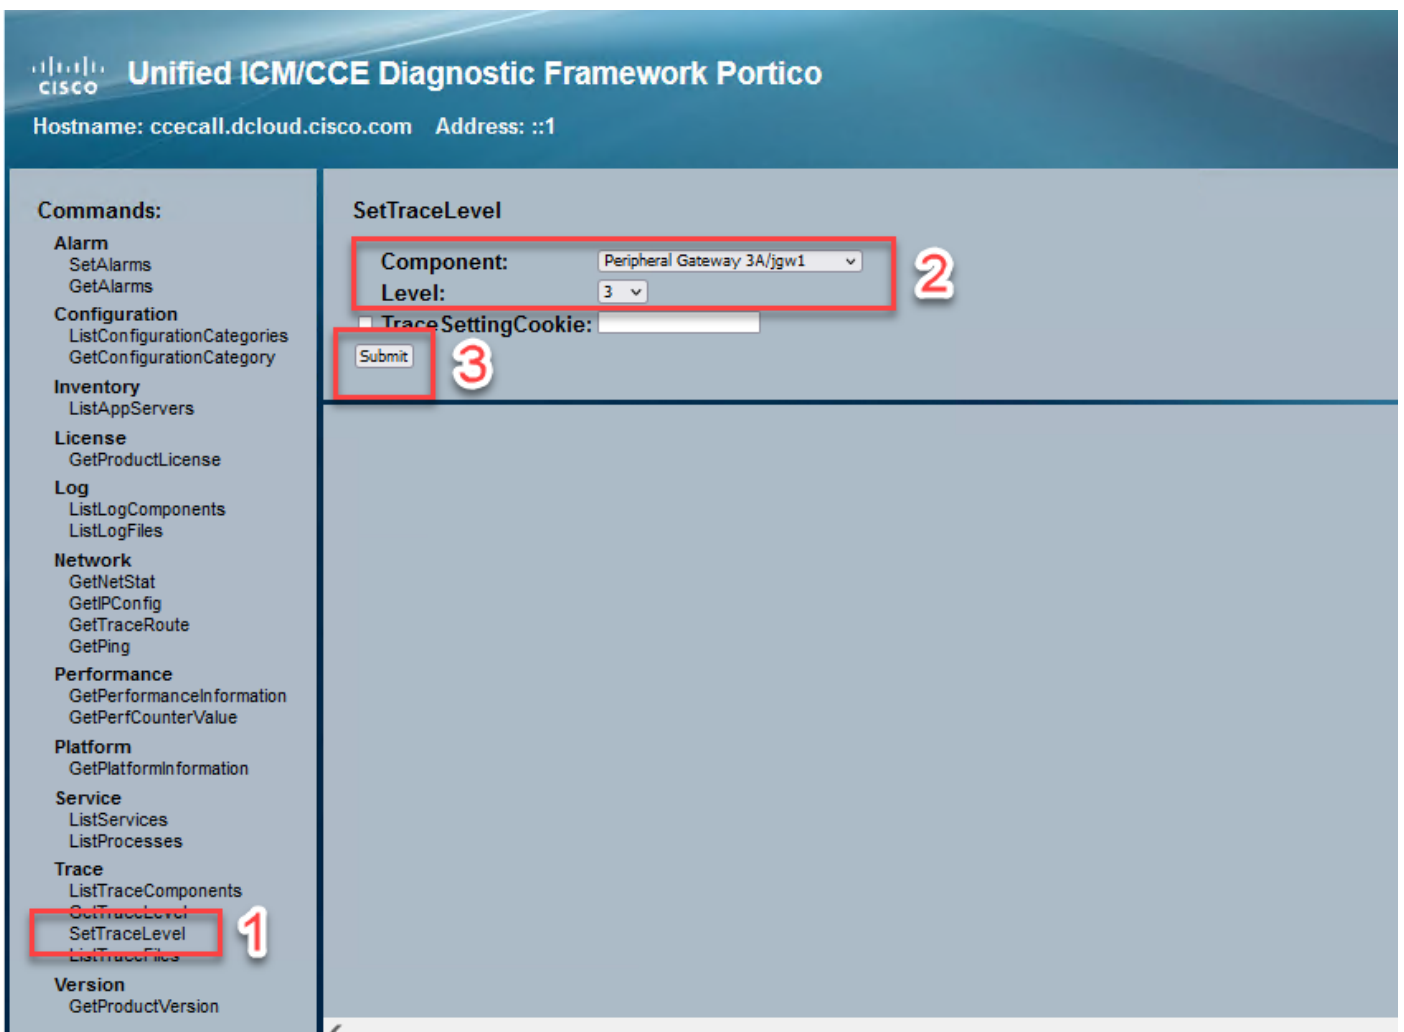 cisco Unified ICM/CCE Diagnostic Framework Portico
Hostname: ccecall.dcloud.cisco.com Address: ::1
Commands:
Alarm
SetAlarms
GetAlarms
Configuration
ListConfigurationCategories
GetConfigurationCategory
Inventory
ListAppServers
License
GetProductLicense
Log
ListLogComponents
ListLogFiles
Network
GetNetStat
GetIPConfig
GetTraceRoute
GetPing
Performance
GetPerformanceInformation
GetPerfCounterValue
Platform
GetPlatformInformation
Service
ListServices
ListProcesses
Trace
ListTraceComponents
GetTraceLevel
SetTraceLevel 1
ListTraceFiles
Version
GetProductVersion
SetTraceLevel
Component: Peripheral Gateway 3A/jgw1 2
Level: 3
TraceSettingCookie:
Submit 3